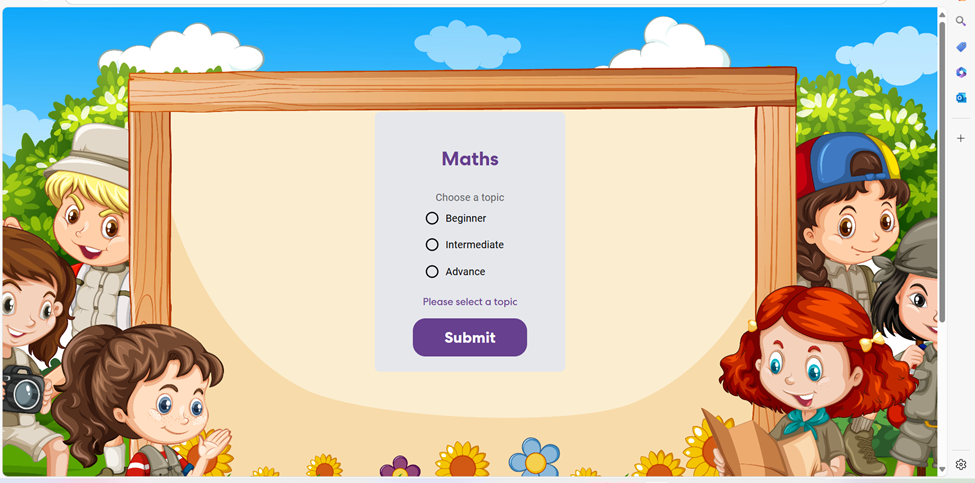 Maths
Choose a topic
Beginner
Intermediate
Advance
Please select a topic
Submit